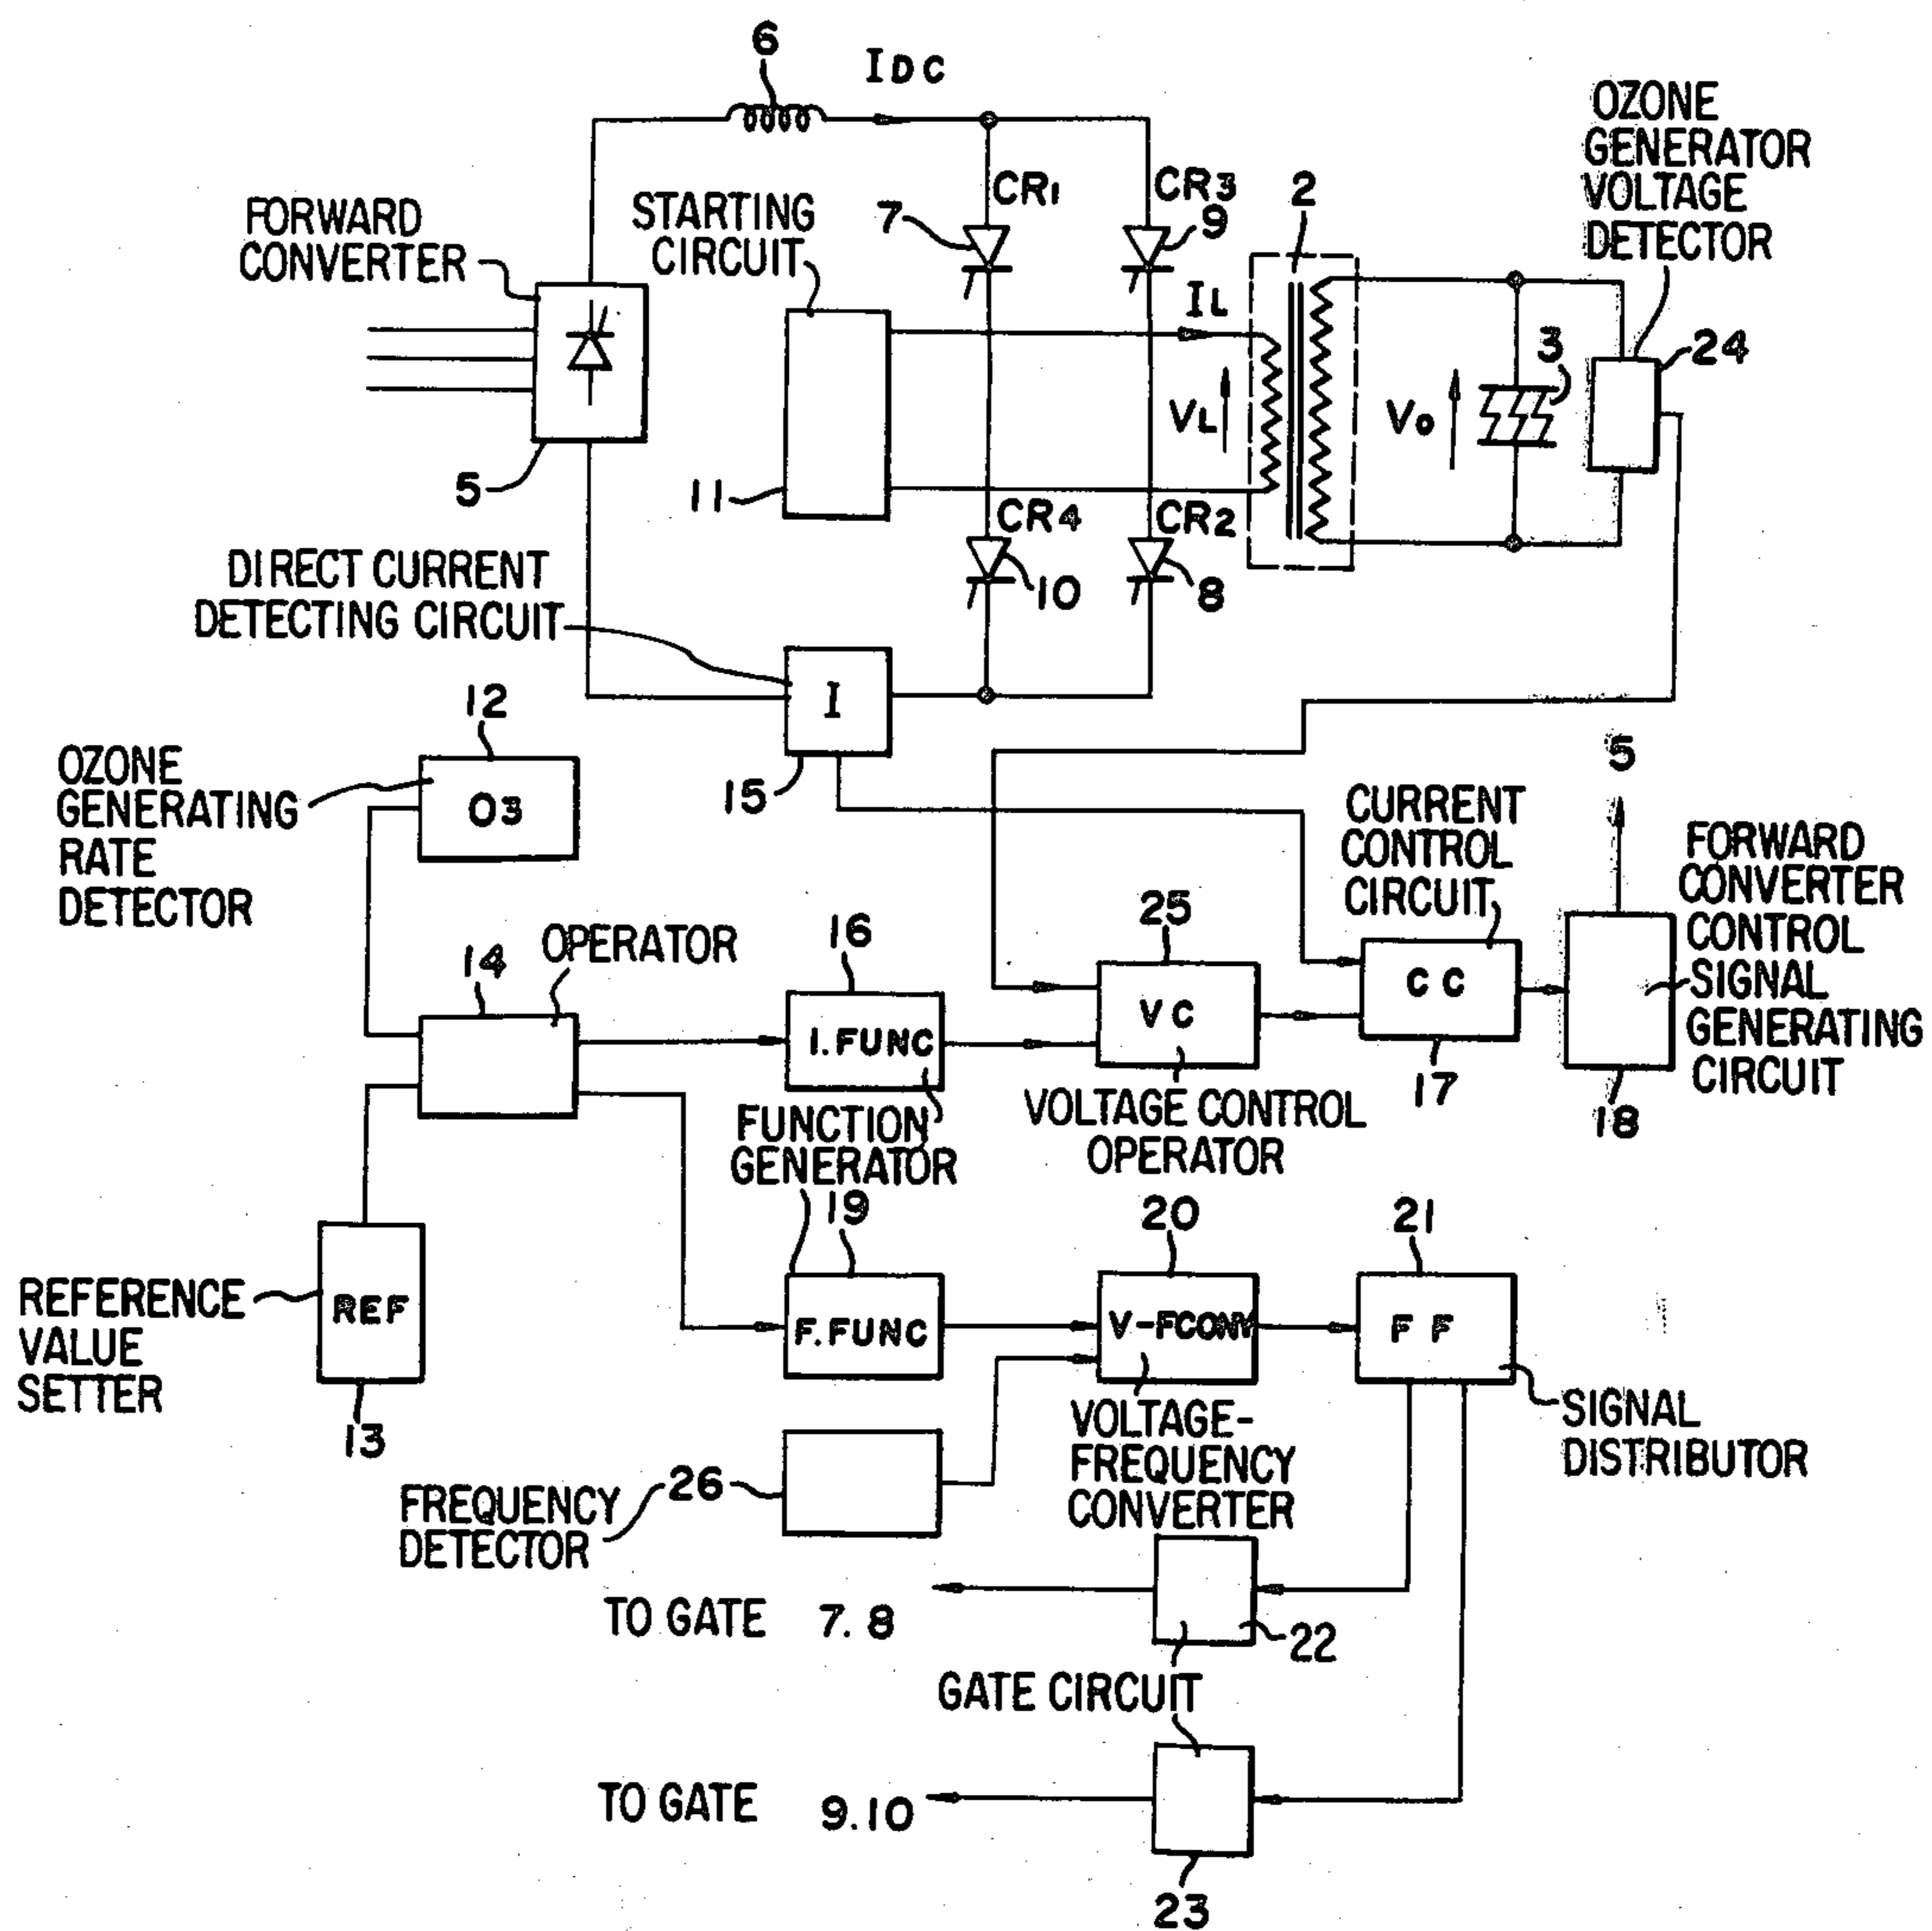 6
IDC
OZONE
GENERATOR
VOLTAGE
DETECTOR
FORWARD
CONVERTER
STARTING
CIRCUIT
CR1
7
CR3
9
2
IL
VL
Vo
3
24
5
11
CR4
10
CR2
8
DIRECT CURRENT
DETECTING CIRCUIT
I
15
12
OZONE
GENERATING
RATE
DETECTOR
O3
5
CURRENT
CONTROL
CIRCUIT
FORWARD
CONVERTER
CONTROL
SIGNAL
GENERATING
CIRCUIT
14
OPERATOR
16
I.FUNC
25
VC
CC
17
18
FUNCTION
GENERATOR
VOLTAGE CONTROL
OPERATOR
19
20
21
REFERENCE
VALUE
SETTER
REF
13
F.FUNC
V-FCONV
FF
SIGNAL
DISTRIBUTOR
FREQUENCY
DETECTOR
26
VOLTAGE-
FREQUENCY
CONVERTER
TO GATE 7. 8
22
GATE CIRCUIT
TO GATE 9.10
23